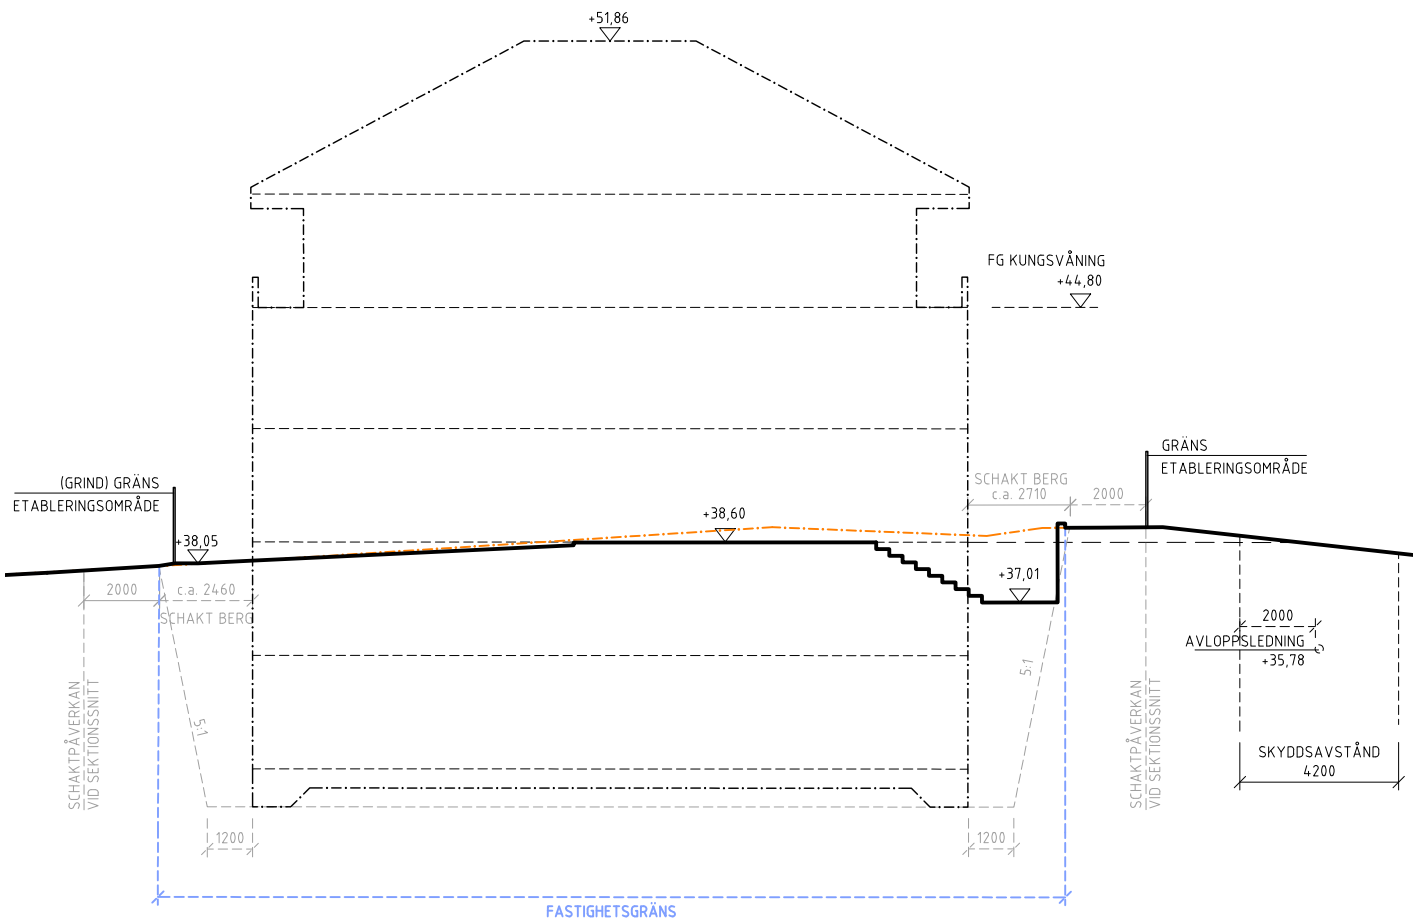 +51,86
FG KUNGSVÅNING
+44,80
GRÄNS
ETABLERINGSOMRÅDE
(GRIND) GRÄNS
ETABLERINGSOMRÅDE
SCHAKT BERG
c.a. 2710
2000
+38,60
+38,05
+37,01
2000
c.a. 2460
SCHAKT BERG
2000
AVLOPPSLEDNING
+35,78
5:1
5:1
SCHAKTPÅVERKAN
VID SEKTIONSSNITT
SCHAKTPÅVERKAN
VID SEKTIONSSNITT
SKYDDSAVSTÅND
4200
1200
1200
FASTIGHETSGRÄNS